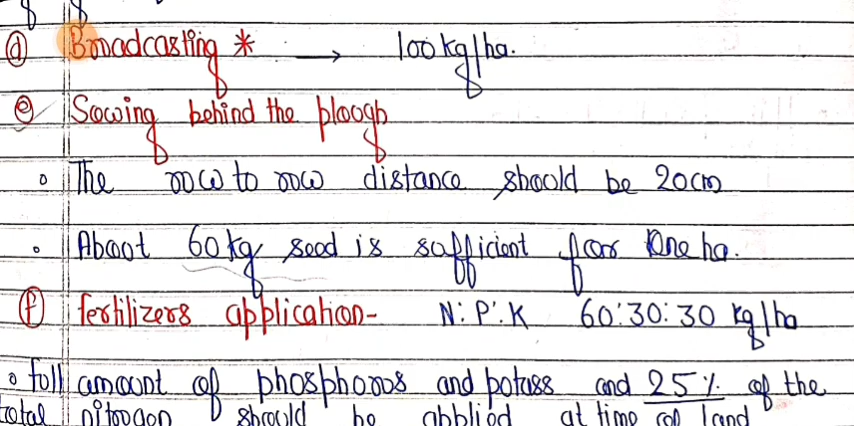 ⓓ Broadcasting * → 100 kg/ha.
ⓔ Sowing behind the plough
The row to row distance should be 20cm
About 60 kg seed is sufficient for One ha.
ⓕ fertilizers application- N:P:K 60:30:30 kg/ha
full amount of phosphorus and potass and 25% of the
total nitrogen should be applied at time of land